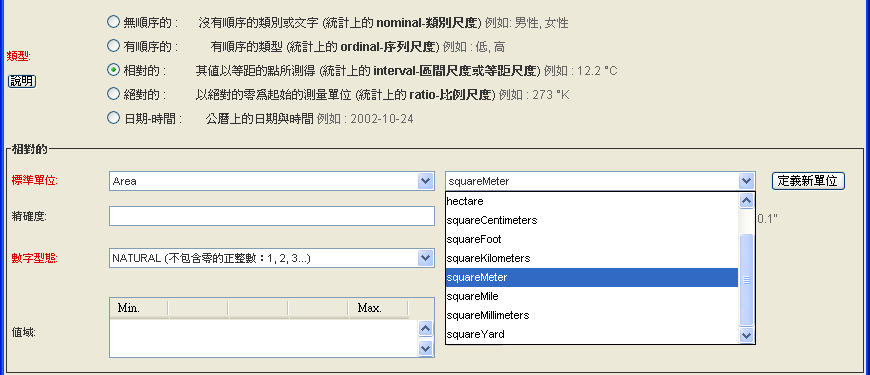 無順序的 : 沒有順序的類別或文字 (統計上的 nominal-類別尺度) 例如: 男性, 女性
有順序的 : 有順序的類型 (統計上的 ordinal-序列尺度) 例如 : 低, 高
類型:
相對的 : 其值以等距的點所測得 (統計上的 interval-區間尺度或等距尺度) 例如 : 12.2 °C
說明
絕對的 : 以絕對的零為起始的測量單位 (統計上的 ratio-比例尺度) 例如 : 273 °K
日期-時間 : 公曆上的日期與時間 例如 : 2002-10-24
相對的
標準單位: Area squareMeter 定義新單位
hectare
精確度: squareCentimeters 0.1"
squareFoot
數字型態: NATURAL (不包含零的正整數：1, 2, 3...) squareKilometers
squareMeter
squareMile
Min. Max. squareMillimeters
值域: squareYard